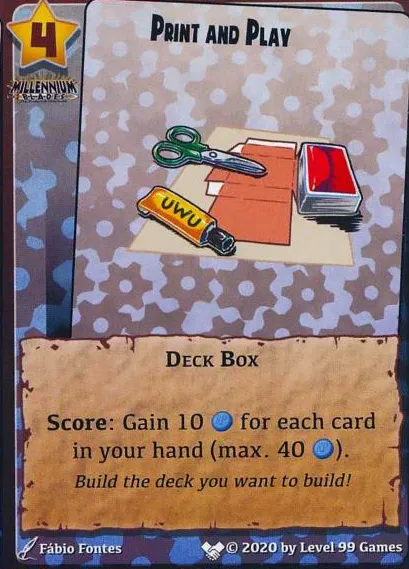 4
MILLENNIUM
BLADES
PRINT AND PLAY
UWU
DECK BOX
Score: Gain 10 for each card
in your hand (max. 40 ).
Build the deck you want to build!
Fábio Fontes
© 2020 by Level 99 Games